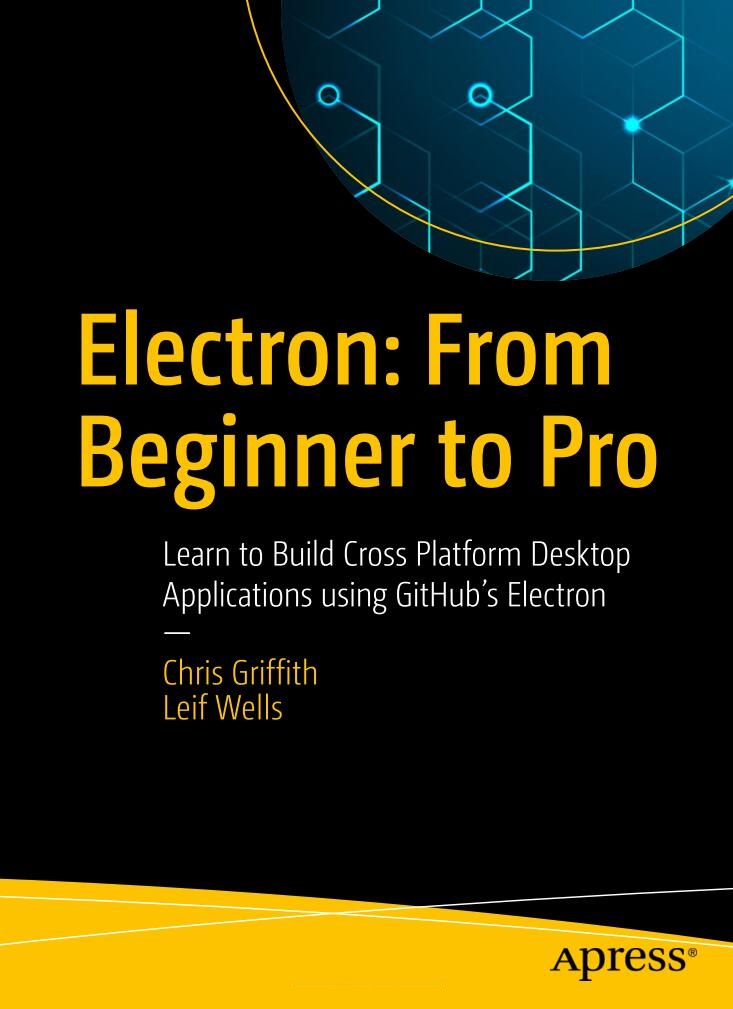 Electron: From
Beginner to Pro
Learn to Build Cross Platform Desktop
Applications using GitHub’s Electron
—
Chris Griffith
Leif Wells
Apress®